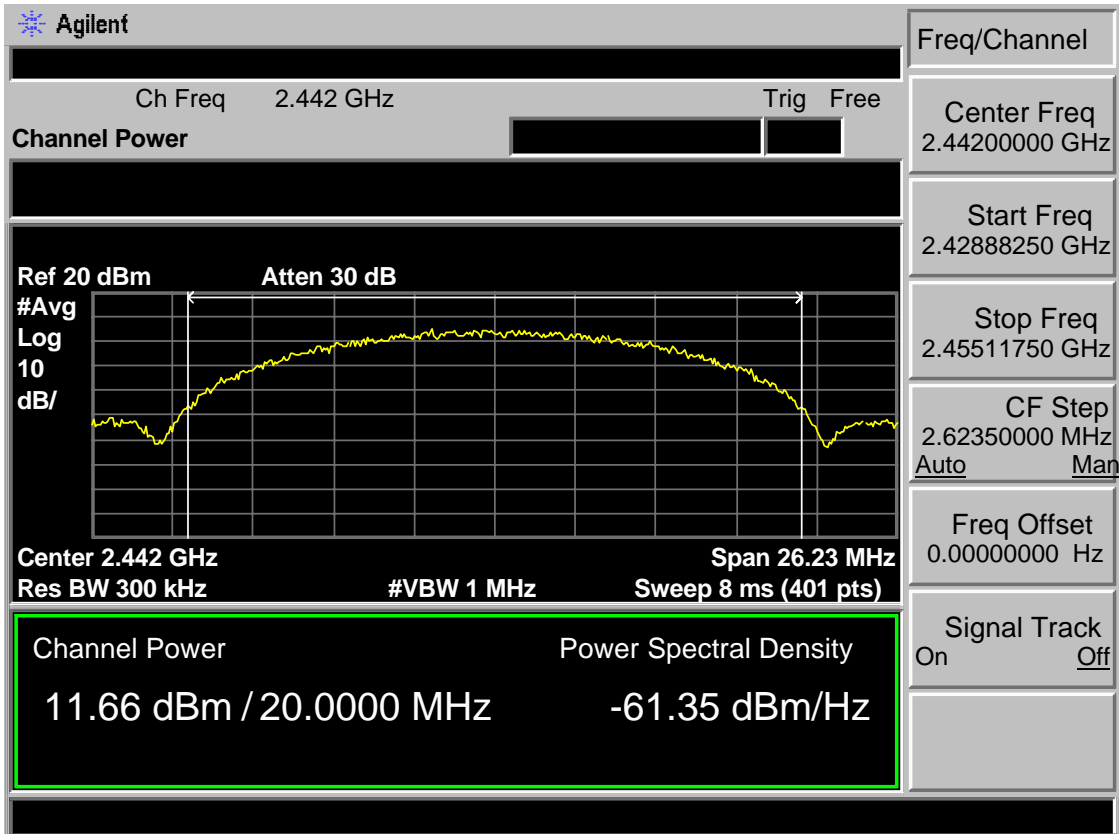 Agilent
Freq/Channel
Ch Freq 2.442 GHz Trig Free
Channel Power
Center Freq
2.44200000 GHz
Start Freq
2.42888250 GHz
Ref 20 dBm Atten 30 dB
#Avg
Log
10
dB/
Stop Freq
2.45511750 GHz
CF Step
2.62350000 MHz
Auto Man
Freq Offset
0.00000000 Hz
Center 2.442 GHz Span 26.23 MHz
Res BW 300 kHz #VBW 1 MHz Sweep 8 ms (401 pts)
Signal Track
On Off
Channel Power Power Spectral Density
11.66 dBm / 20.0000 MHz -61.35 dBm/Hz